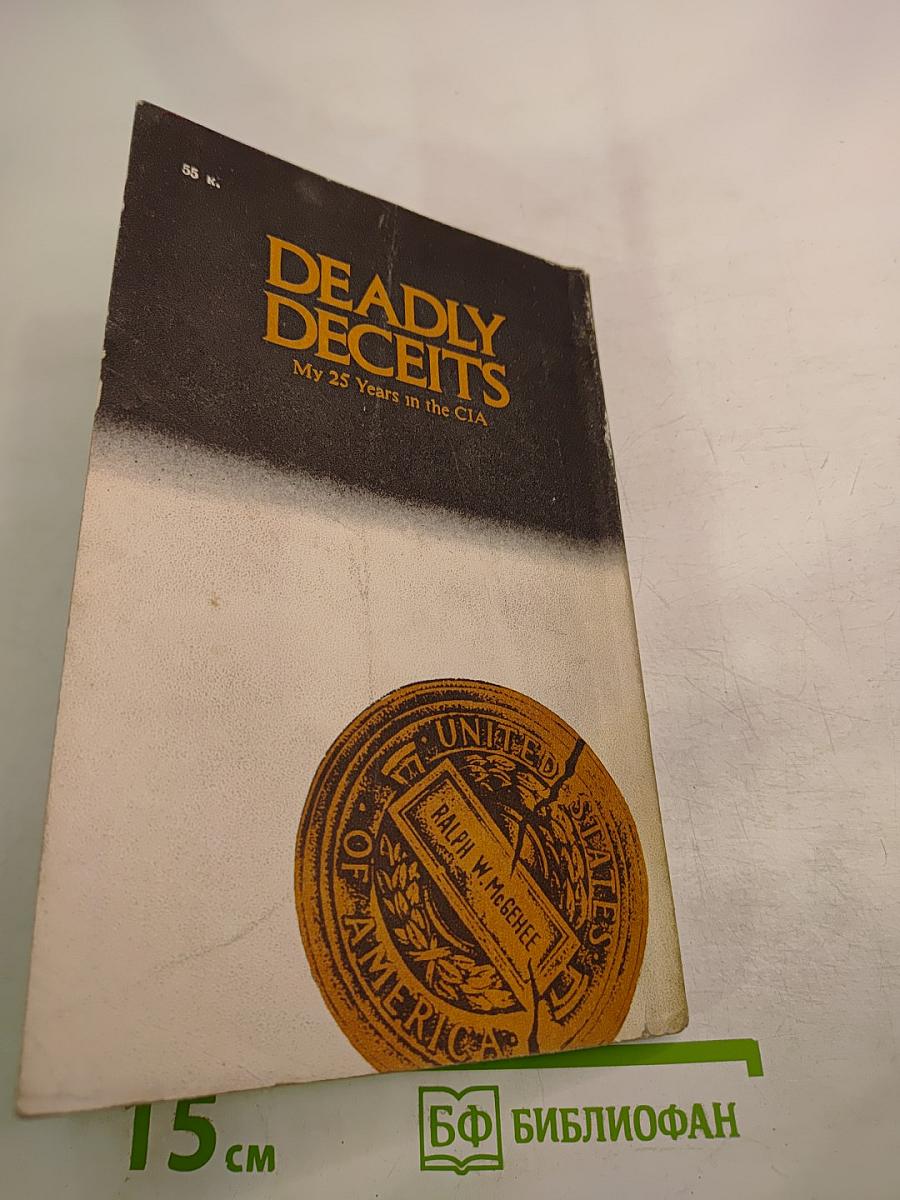 55 к.
DEADLY
DECEITS
My 25 Years in the CIA
· UNITED STATES ·
OF AMERICA ·
RALPH W. McGEHEE
15 см
БФ БИБЛИОФАН